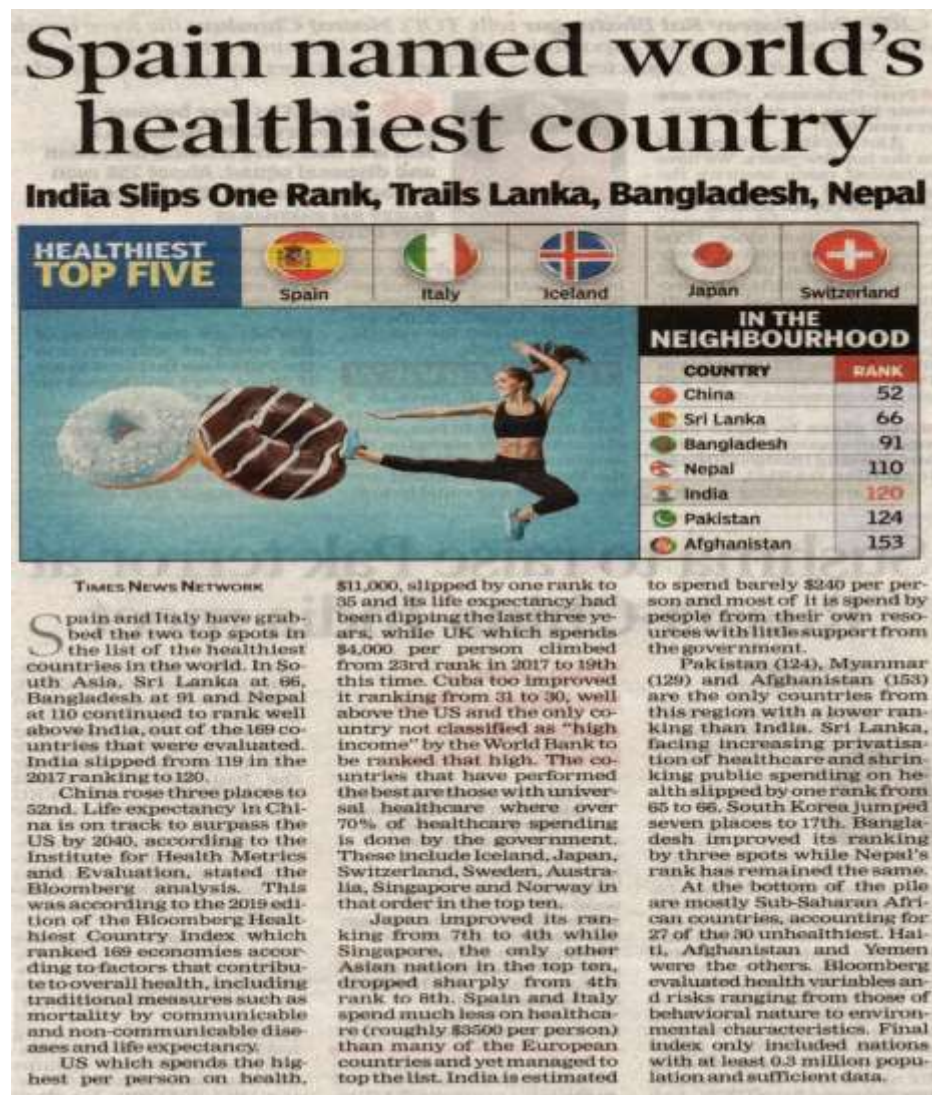 Spain named world's
healthiest country
India Slips One Rank, Trails Lanka, Bangladesh, Nepal
HEALTHIEST
TOP FIVE
Spain
Italy
Iceland
Japan
Switzerland
IN THE
NEIGHBOURHOOD
COUNTRY RANK
China 52
Sri Lanka 66
Bangladesh 91
Nepal 110
India 120
Pakistan 124
Afghanistan 153
TIMES NEWS NETWORK
Spain and Italy have grab-
bed the two top spots in
the list of the healthiest
countries in the world. In So-
uth Asia, Sri Lanka at 66,
Bangladesh at 91 and Nepal
at 110 continued to rank well
above India, out of the 169 co-
untries that were evaluated.
India slipped from 119 in the
2017 ranking to 120.
China rose three places to
52nd. Life expectancy in Chi-
na is on track to surpass the
US by 2040, according to the
Institute for Health Metrics
and Evaluation, stated the
Bloomberg analysis. This
was according to the 2019 edi-
tion of the Bloomberg Healt-
hiest Country Index which
ranked 169 economies accor-
ding to factors that contribu-
te to overall health, including
traditional measures such as
mortality by communicable
and non-communicable dise-
ases and life expectancy.
US which spends the hig-
hest per person on health,
$11,000, slipped by one rank to
35 and its life expectancy had
been dipping the last three ye-
ars, while UK which spends
$4,000 per person climbed
from 23rd rank in 2017 to 19th
this time. Cuba too improved
it ranking from 31 to 30, well
above the US and the only co-
untry not classified as "high
income" by the World Bank to
be ranked that high. The co-
untries that have performed
the best are those with univer-
sal healthcare where over
70% of healthcare spending
is done by the government.
These include Iceland, Japan,
Switzerland, Sweden, Austra-
lia, Singapore and Norway in
that order in the top ten.
Japan improved its ran-
king from 7th to 4th while
Singapore, the only other
Asian nation in the top ten,
dropped sharply from 4th
rank to 8th. Spain and Italy
spend much less on healthca-
re (roughly $3500 per person)
than many of the European
countries and yet managed to
top the list. India is estimated
to spend barely $240 per per-
son and most of it is spend by
people from their own reso-
urces with little support from
the government.
Pakistan (124), Myanmar
(129) and Afghanistan (153)
are the only countries from
this region with a lower ran-
king than India. Sri Lanka,
facing increasing privatisa-
tion of healthcare and shrin-
king public spending on he-
alth slipped by one rank from
65 to 66. South Korea jumped
seven places to 17th. Bangla-
desh improved its ranking
by three spots while Nepal's
rank has remained the same.
At the bottom of the pile
are mostly Sub-Saharan Afri-
can countries, accounting for
27 of the 30 unhealthiest. Hai-
ti, Afghanistan and Yemen
were the others. Bloomberg
evaluated health variables an-
d risks ranging from those of
behavioral nature to environ-
mental characteristics. Final
index only included nations
with at least 0.3 million popu-
lation and sufficient data.